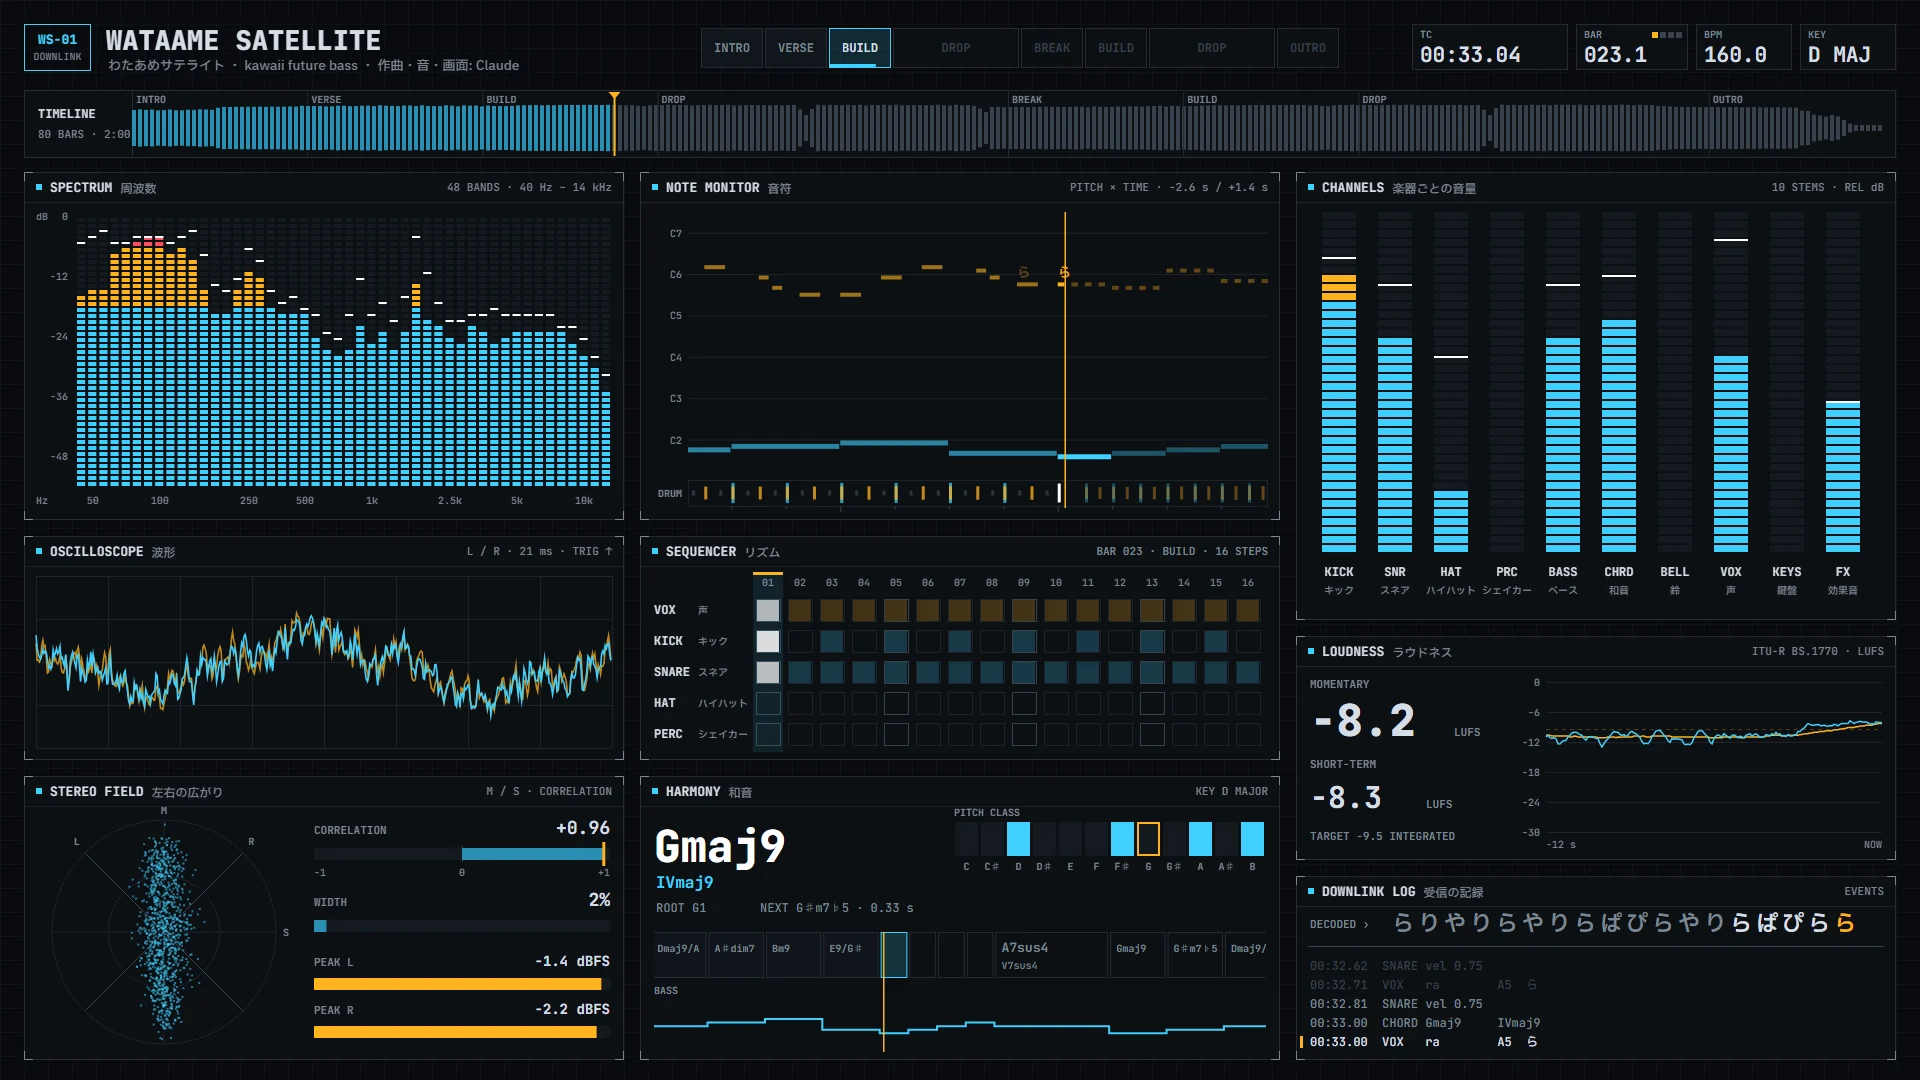 WS-01
DOWNLINK
WATAAME SATELLITE
わたあめサテライト ・ kawaii future bass ・ 作曲・音・画面: Claude
INTRO VERSE BUILD DROP BREAK BUILD DROP OUTRO
TC
00:33.04
BAR
023.1
BPM
160.0
KEY
D MAJ
TIMELINE
80 BARS · 2:00
INTRO VERSE BUILD DROP BREAK BUILD DROP OUTRO
SPECTRUM 周波数
48 BANDS · 40 Hz – 14 kHz
dB 0
-12
-24
-36
-48
Hz 50 100 250 500 1k 2.5k 5k 10k
NOTE MONITOR 音符
PITCH × TIME · -2.6 s / +1.4 s
C7
C6
ら ら
C5
C4
C3
C2
DRUM
CHANNELS 楽器ごとの音量
10 STEMS · REL dB
KICK SNR HAT PRC BASS CHRD BELL VOX KEYS FX
キック スネア ハイハット シェイカー ベース 和音 鈴 声 鍵盤 効果音
OSCILLOSCOPE 波形
L / R · 21 ms · TRIG ↑
SEQUENCER リズム
BAR 023 · BUILD · 16 STEPS
01 02 03 04 05 06 07 08 09 10 11 12 13 14 15 16
VOX 声
KICK キック
SNARE スネア
HAT ハイハット
PERC シェイカー
LOUDNESS ラウドネス
ITU-R BS.1770 · LUFS
MOMENTARY
-8.2 LUFS
SHORT-TERM
-8.3 LUFS
TARGET -9.5 INTEGRATED
0
-6
-12
-18
-24
-30
-12 s NOW
STEREO FIELD 左右の広がり
M / S · CORRELATION
M
L
R
S
CORRELATION +0.96
-1 0 +1
WIDTH 2%
PEAK L -1.4 dBFS
PEAK R -2.2 dBFS
HARMONY 和音
KEY D MAJOR
Gmaj9
IVmaj9
ROOT G1 NEXT G♯m7♭5 · 0.33 s
PITCH CLASS
C C♯ D D♯ E F F♯ G G♯ A A♯ B
Dmaj9/A A♯dim7 Bm9 E9/G♯ A7sus4 Gmaj9 G♯m7♭5 Dmaj9/
V7sus4
BASS
DOWNLINK LOG 受信の記録
EVENTS
DECODED › らりやりらやりらぱぴらやりらぱぴらら
00:32.62 SNARE vel 0.75
00:32.71 VOX ra A5 ら
00:32.81 SNARE vel 0.75
00:33.00 CHORD Gmaj9 IVmaj9
00:33.00 VOX ra A5 ら